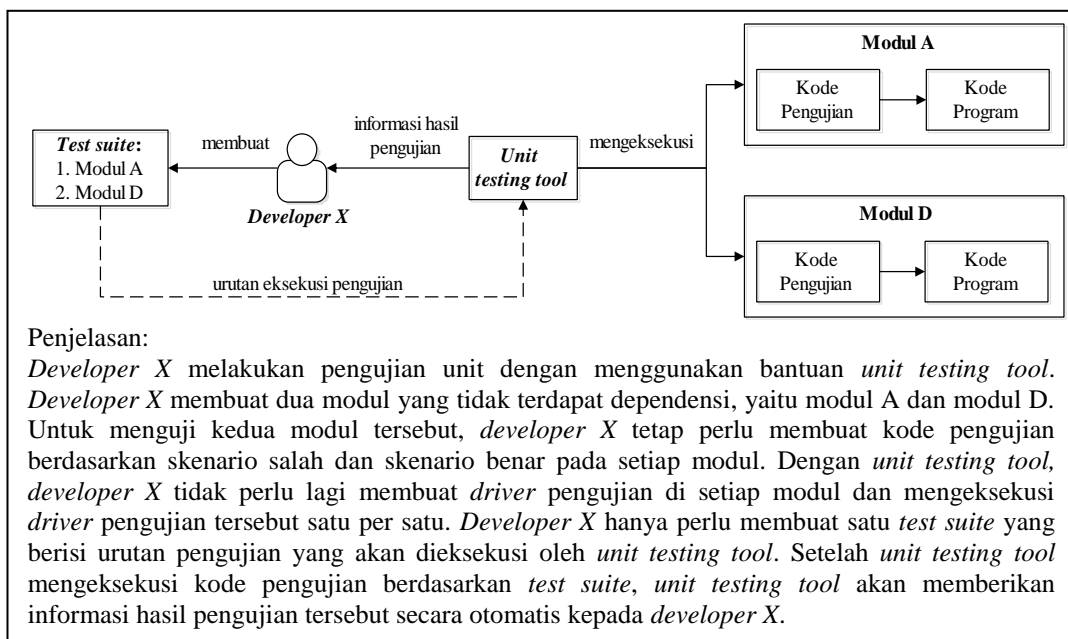 Modul A
Kode
Pengujian
Kode
Program
informasi hasil
pengujian
membuat
mengeksekusi
Test suite:
1. Modul A
2. Modul D
Unit
testing tool
Developer X
Modul D
Kode
Pengujian
Kode
Program
urutan eksekusi pengujian
Penjelasan:
Developer X melakukan pengujian unit dengan menggunakan bantuan unit testing tool.
Developer X membuat dua modul yang tidak terdapat dependensi, yaitu modul A dan modul D.
Untuk menguji kedua modul tersebut, developer X tetap perlu membuat kode pengujian
berdasarkan skenario salah dan skenario benar pada setiap modul. Dengan unit testing tool,
developer X tidak perlu lagi membuat driver pengujian di setiap modul dan mengeksekusi
driver pengujian tersebut satu per satu. Developer X hanya perlu membuat satu test suite yang
berisi urutan pengujian yang akan dieksekusi oleh unit testing tool. Setelah unit testing tool
mengeksekusi kode pengujian berdasarkan test suite, unit testing tool akan memberikan
informasi hasil pengujian tersebut secara otomatis kepada developer X.